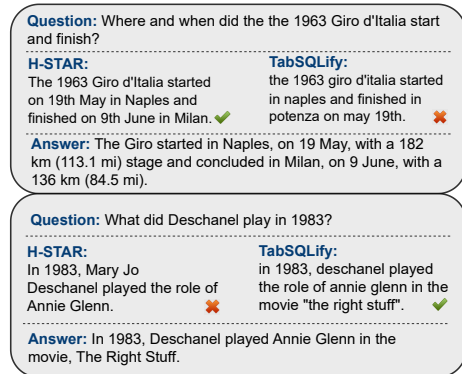 Question: Where and when did the the 1963 Giro d'Italia start
and finish?
H-STAR:
The 1963 Giro d'Italia started
on 19th May in Naples and
finished on 9th June in Milan.
TabSQLify:
the 1963 giro d'italia started
in naples and finished in
potenza on may 19th.
Answer: The Giro started in Naples, on 19 May, with a 182
km (113.1 mi) stage and concluded in Milan, on 9 June, with a
136 km (84.5 mi).
Question: What did Deschanel play in 1983?
H-STAR:
In 1983, Mary Jo
Deschanel played the role of
Annie Glenn.
TabSQLify:
in 1983, deschanel played
the role of annie glenn in the
movie "the right stuff".
Answer: In 1983, Deschanel played Annie Glenn in the
movie, The Right Stuff.